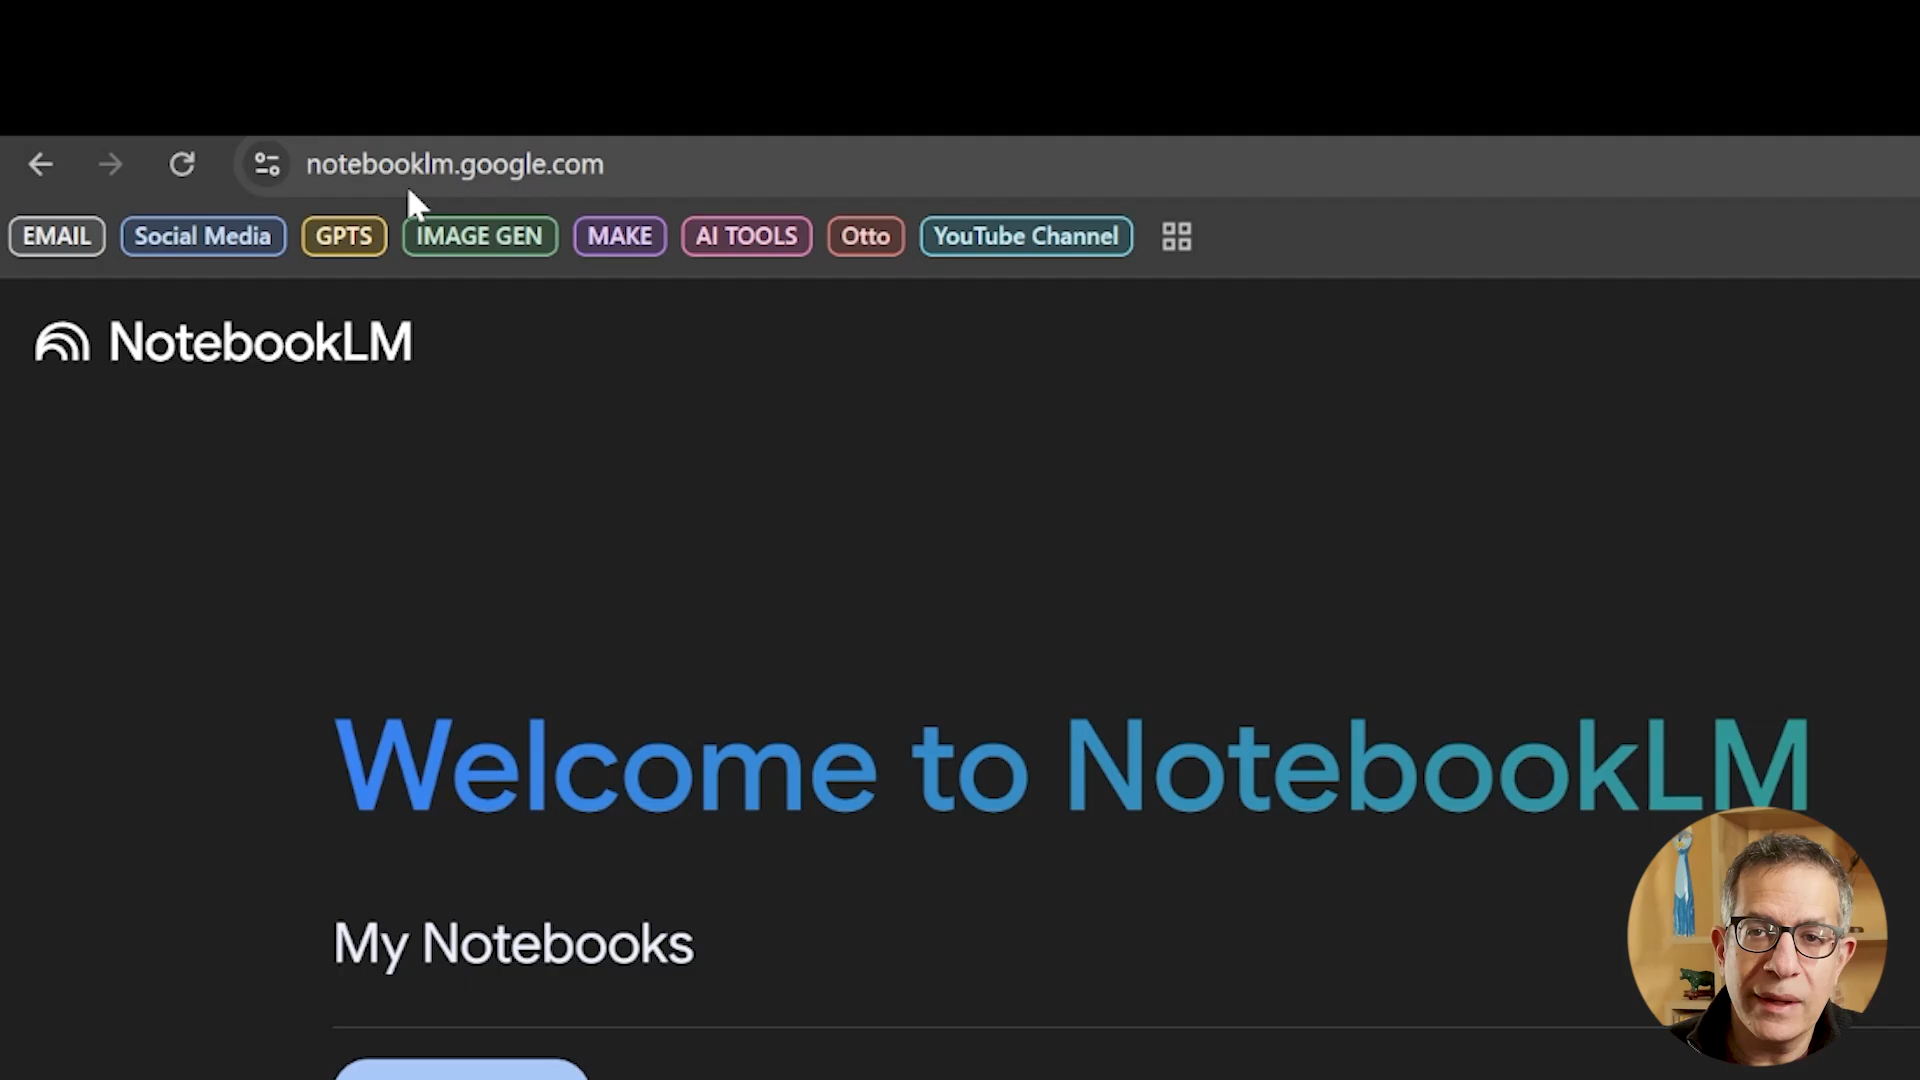 notebooklm.google.com
EMAIL Social Media GPTS IMAGE GEN MAKE AI TOOLS Otto YouTube Channel
NotebookLM
Welcome to NotebookLM
My Notebooks